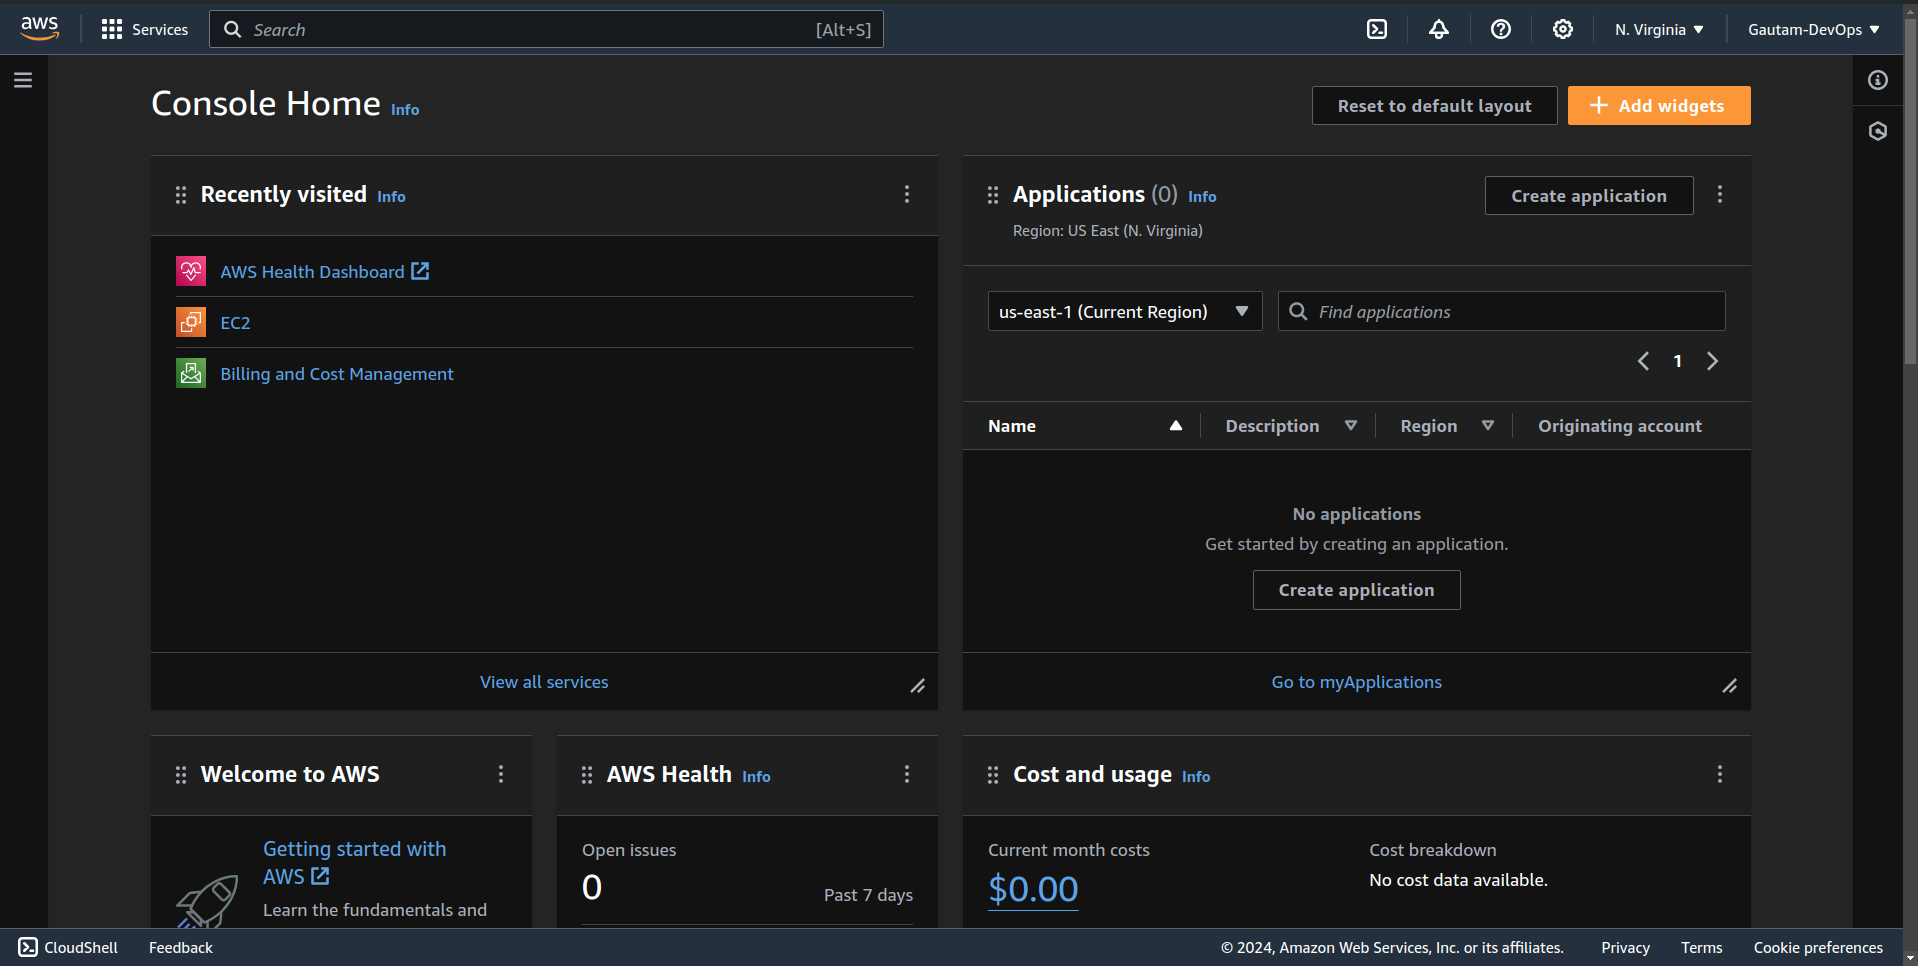 aws
Services
Search [Alt+S]
N. Virginia
Gautam-DevOps
Console Home Info
Reset to default layout
Add widgets
Recently visited Info
AWS Health Dashboard
EC2
Billing and Cost Management
View all services
Applications (0) Info
Create application
Region: US East (N. Virginia)
us-east-1 (Current Region)
Find applications
1
Name Description Region Originating account
No applications
Get started by creating an application.
Create application
Go to myApplications
Welcome to AWS
Getting started with
AWS
Learn the fundamentals and
AWS Health Info
Open issues
0
Past 7 days
Cost and usage Info
Current month costs
$0.00
Cost breakdown
No cost data available.
CloudShell Feedback
© 2024, Amazon Web Services, Inc. or its affiliates. Privacy Terms Cookie preferences